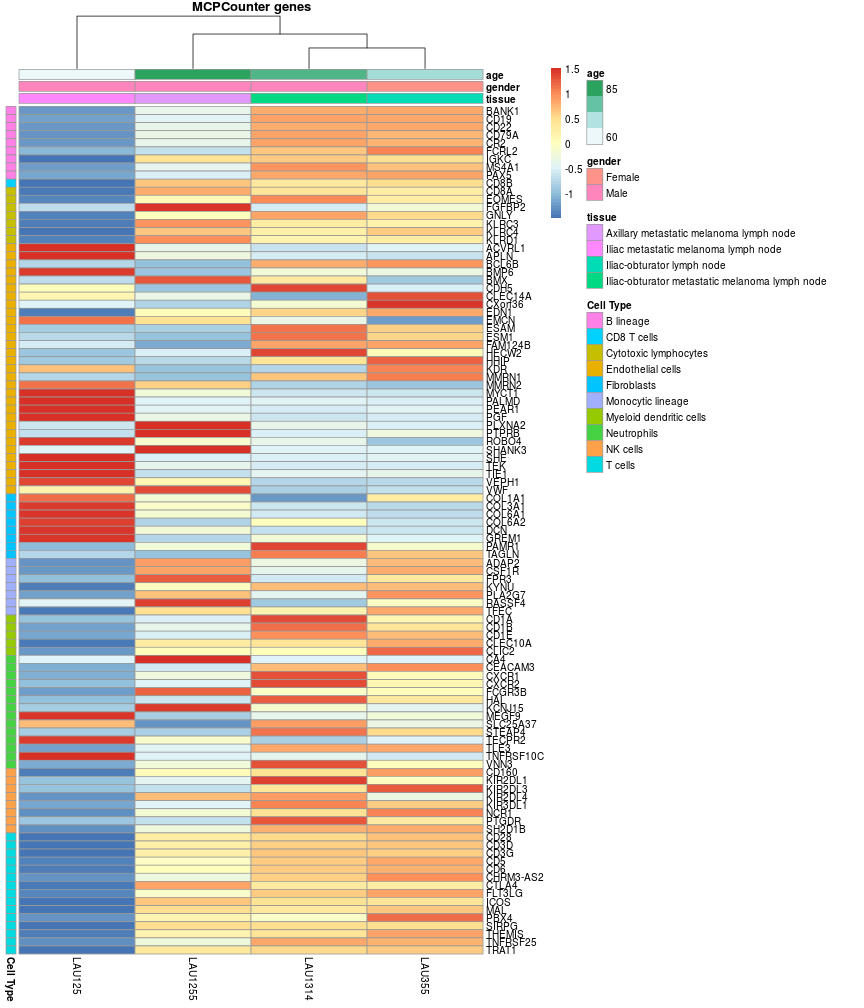 MCPCounter genes
age
gender
tissue
BANK1
CD19
CD22
CD79A
CR2
FCRL2
IGKC
MS4A1
PAX5
CD8B
CD8A
EOMES
FGFBP2
GNLY
KLRC3
KLRC4
KLRD1
ACVRL1
APLN
BCL6B
BMP6
BMX
CDH5
CLEC14A
CXorf36
EDN1
EMCN
ESAM
ESM1
FAM124B
HECW2
HHIP
KDR
MMRN1
MMRN2
MYCT1
PALMD
PEAR1
PGF
PLXNA2
PTPRB
ROBO4
SHANK3
SHE
TEK
TIE1
VEPH1
VWF
COL1A1
COL3A1
COL6A1
COL6A2
DCN
GREM1
PAMR1
TAGLN
ADAP2
CSF1R
FPR3
KYNU
PLA2G7
RASSF4
TFEC
CD1A
CD1B
CD1E
CLEC10A
CLIC2
CA4
CEACAM3
CXCR1
CXCR2
FCGR3B
HAL
KCNJ15
MEGF9
SLC25A37
STEAP4
TECPR2
TLE3
TNFRSF10C
VNN3
CD160
KIR2DL1
KIR2DL3
KIR2DL4
KIR3DL1
NCR1
PTGDR
SH2D1B
CD28
CD3D
CD3G
CD5
CD6
CHRM3-AS2
CTLA4
FLT3LG
ICOS
MAL
PBX4
SIRPG
THEMIS
TNFRSF25
TRAT1
Cell Type
LAU125
LAU1255
LAU1314
LAU355
1.5
1
0.5
0
-0.5
-1
age
85
60
gender
Female
Male
tissue
Axillary metastatic melanoma lymph node
Iliac metastatic melanoma lymph node
Iliac-obturator lymph node
Iliac-obturator metastatic melanoma lymph node
Cell Type
B lineage
CD8 T cells
Cytotoxic lymphocytes
Endothelial cells
Fibroblasts
Monocytic lineage
Myeloid dendritic cells
Neutrophils
NK cells
T cells